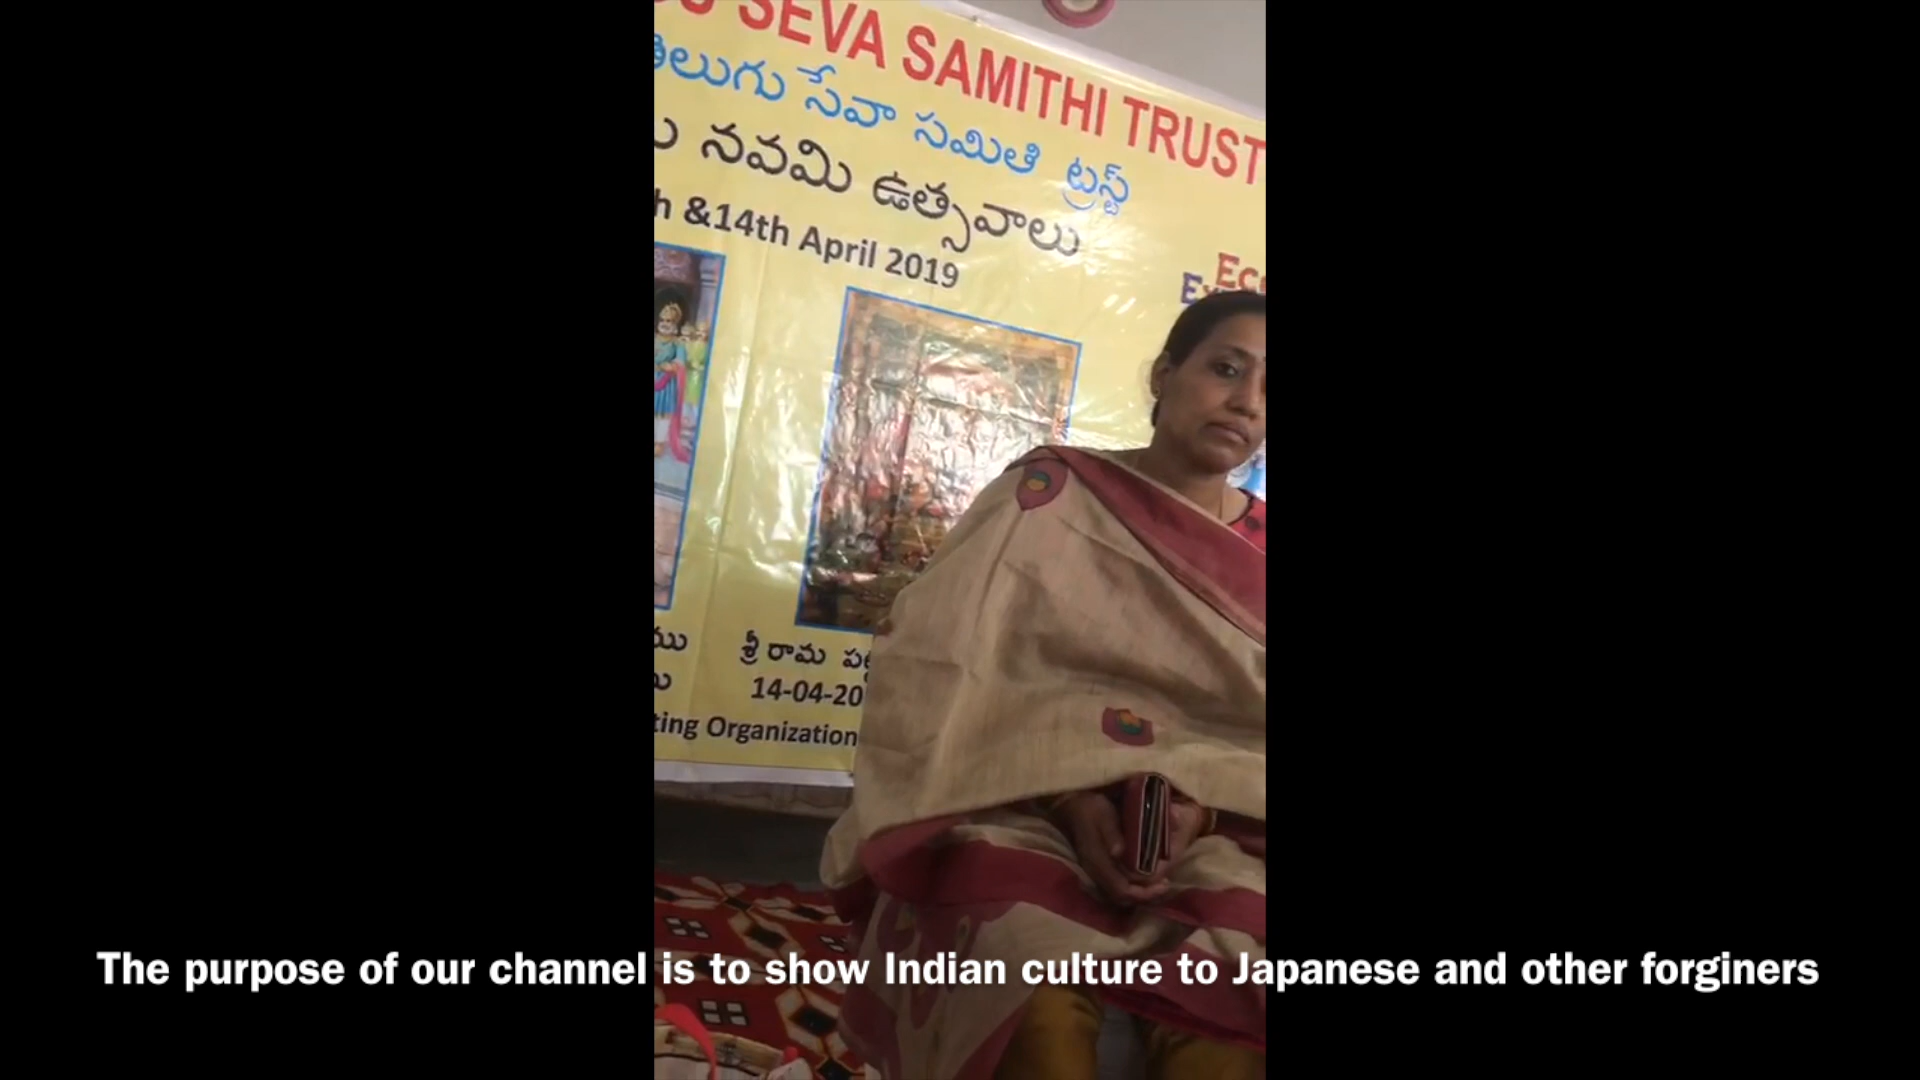 SEVA SAMITHI TRUST
తెలుగు సేవా సమితి ట్రస్ట్
నవమి ఉత్సవాలు
&14th April 2019
శ్రీ రామ
14-04-20
Organization
The purpose of our channel is to show Indian culture to Japanese and other forginers